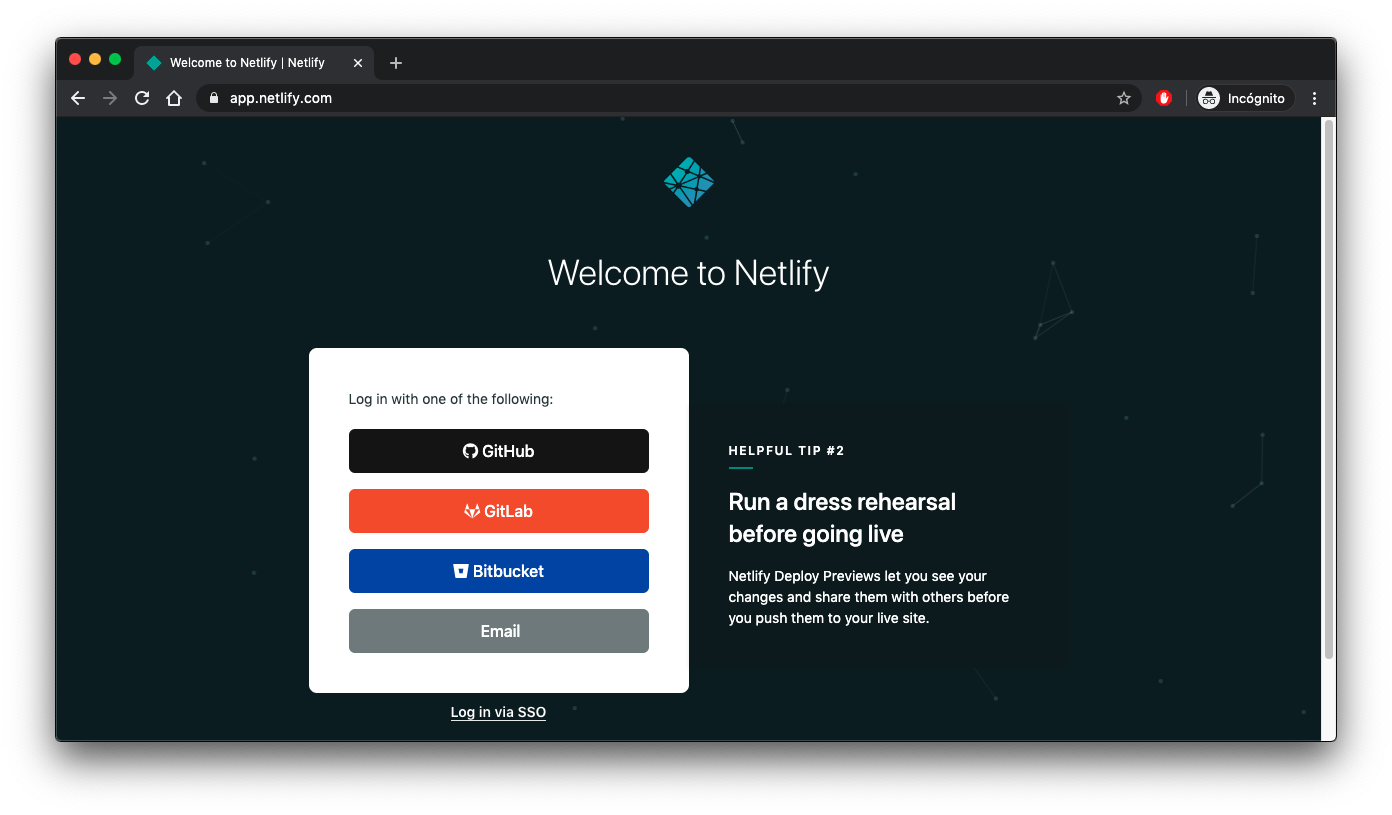 Welcome to Netlify | Netlify
app.netlify.com
Incógnito
Welcome to Netlify
Log in with one of the following:
GitHub
GitLab
Bitbucket
Email
Log in via SSO
HELPFUL TIP #2
Run a dress rehearsal
before going live
Netlify Deploy Previews let you see your
changes and share them with others before
you push them to your live site.